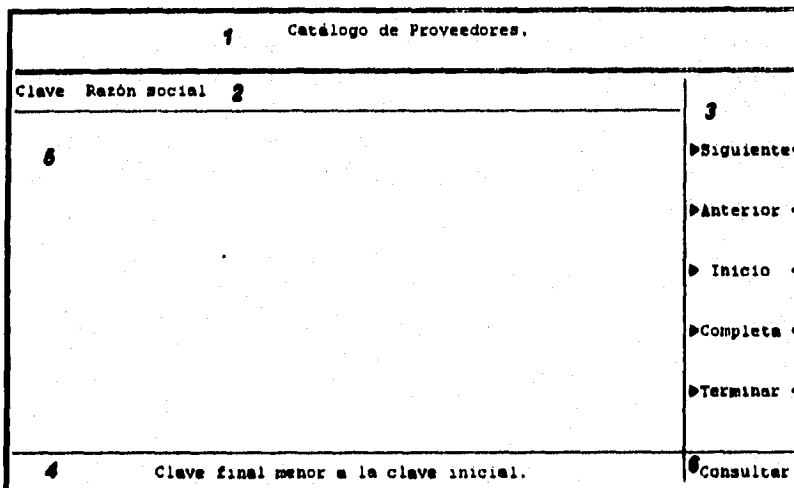 1 Catálogo de Proveedores.
Clave Razón social 2
3
5
▶Siguiente◀
▶Anterior ◀
▶ Inicio ◀
▶Completa ◀
▶Terminar ◀
4 Clave final menor a la clave inicial.
6 Consultar